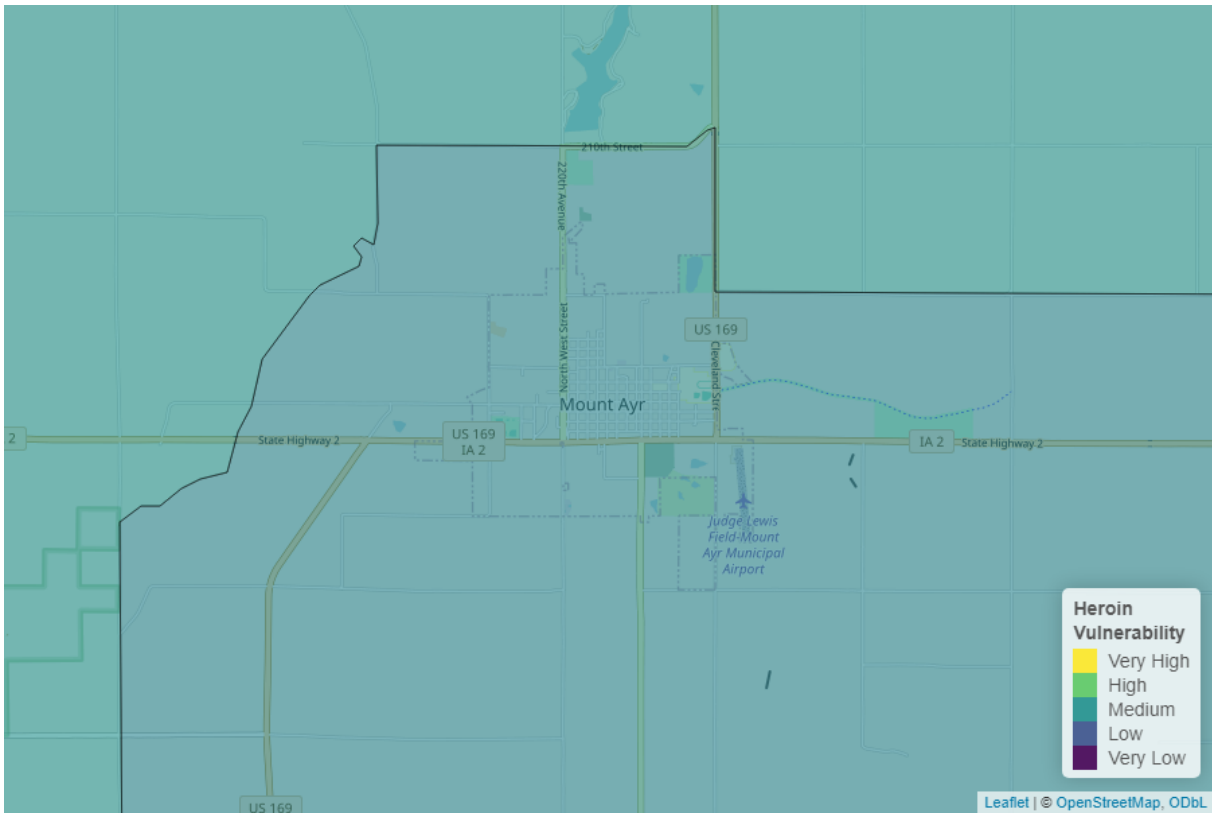 210th Street
220th Avenue
US 169
North West Street
Cleveland Stre
Mount Ayr
2
State Highway 2
US 169
IA 2
IA 2
State Highway 2
Judge Lewis
Field-Mount
Ayr Municipal
Airport
US 169
Heroin
Vulnerability
Very High
High
Medium
Low
Very Low
Leaflet | © OpenStreetMap, ODbL